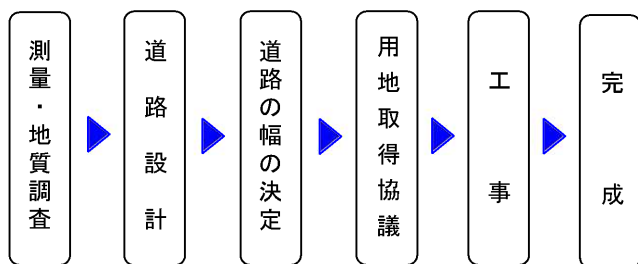 測量・地質調査
道路設計
道路の幅の決定
用地取得協議
工事
完成